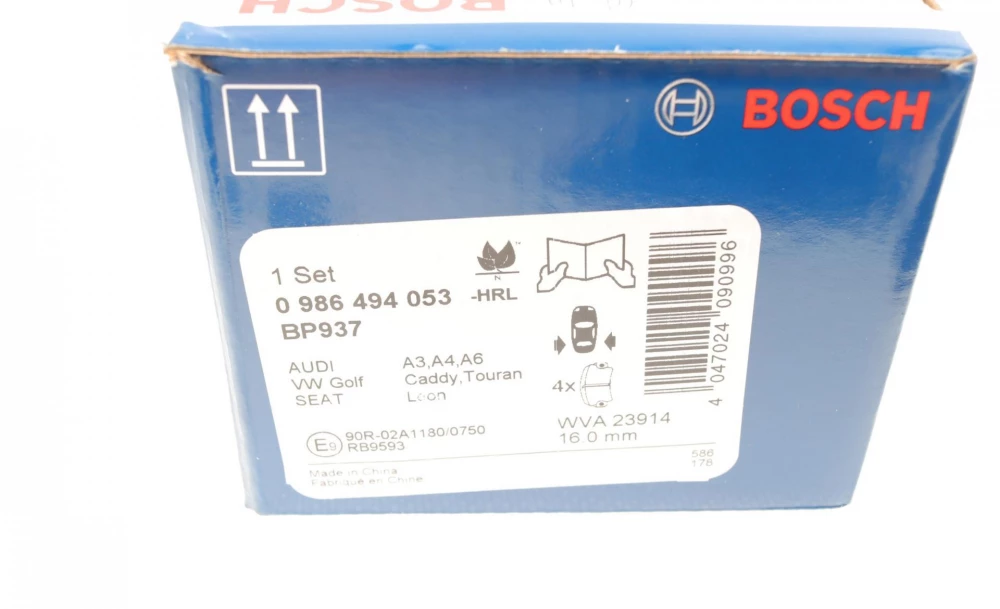 BOSCH
BOSCH
1 Set
0 986 494 053 -HRL
BP937
AUDI A3,A4,A6
VW Golf Caddy,Touran
SEAT Leon
N
4x
WVA 23914
16.0 mm
E9 90R-02A1180/0750
RB9593
586
178
Made in China
Fabriqué en Chine
4 047024 090996